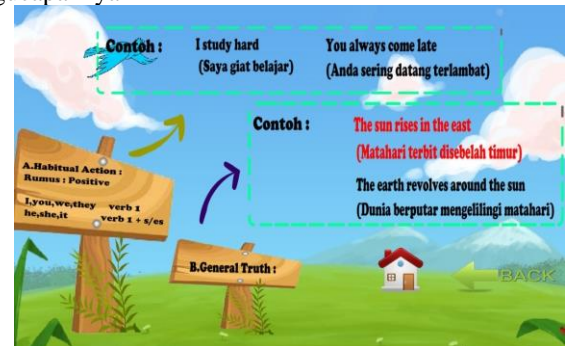 Contoh :
I study hard
(Saya giat belajar)
You always come late
(Anda sering datang terlambat)
Contoh :
The sun rises in the east
(Matahari terbit disebelah timur)
The earth revolves around the sun
(Dunia berputar mengelilingi matahari)
A.Habitual Action :
Rumus : Positive
I,you,we,they verb 1
he,she,it verb 1 + s/es
B.General Truth :
BACK